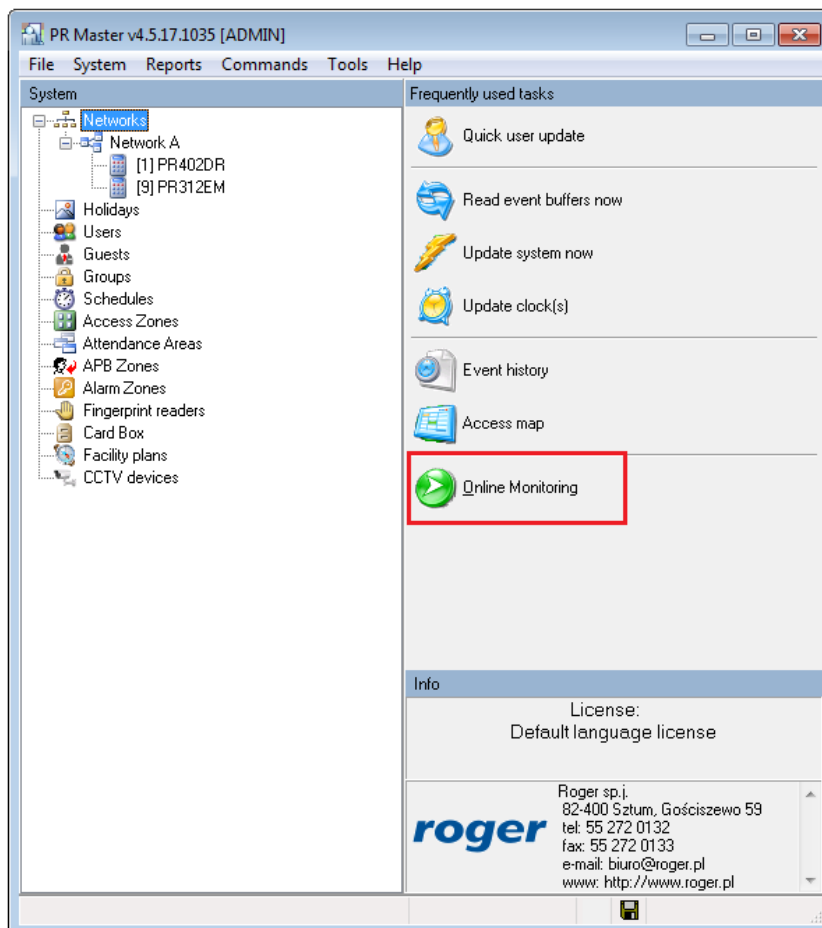 PR Master v4.5.17.1035 [ADMIN]
File System Reports Commands Tools Help
System
Networks
Network A
[1] PR402DR
[9] PR312EM
Holidays
Users
Guests
Groups
Schedules
Access Zones
Attendance Areas
APB Zones
Alarm Zones
Fingerprint readers
Card Box
Facility plans
CCTV devices
Frequently used tasks
Quick user update
Read event buffers now
Update system now
Update clock(s)
Event history
Access map
Online Monitoring
Info
License:
Default language license
roger
Roger sp.j.
82-400 Sztum, Gościszewo 59
tel: 55 272 0132
fax: 55 272 0133
e-mail: biuro@roger.pl
www: http://www.roger.pl